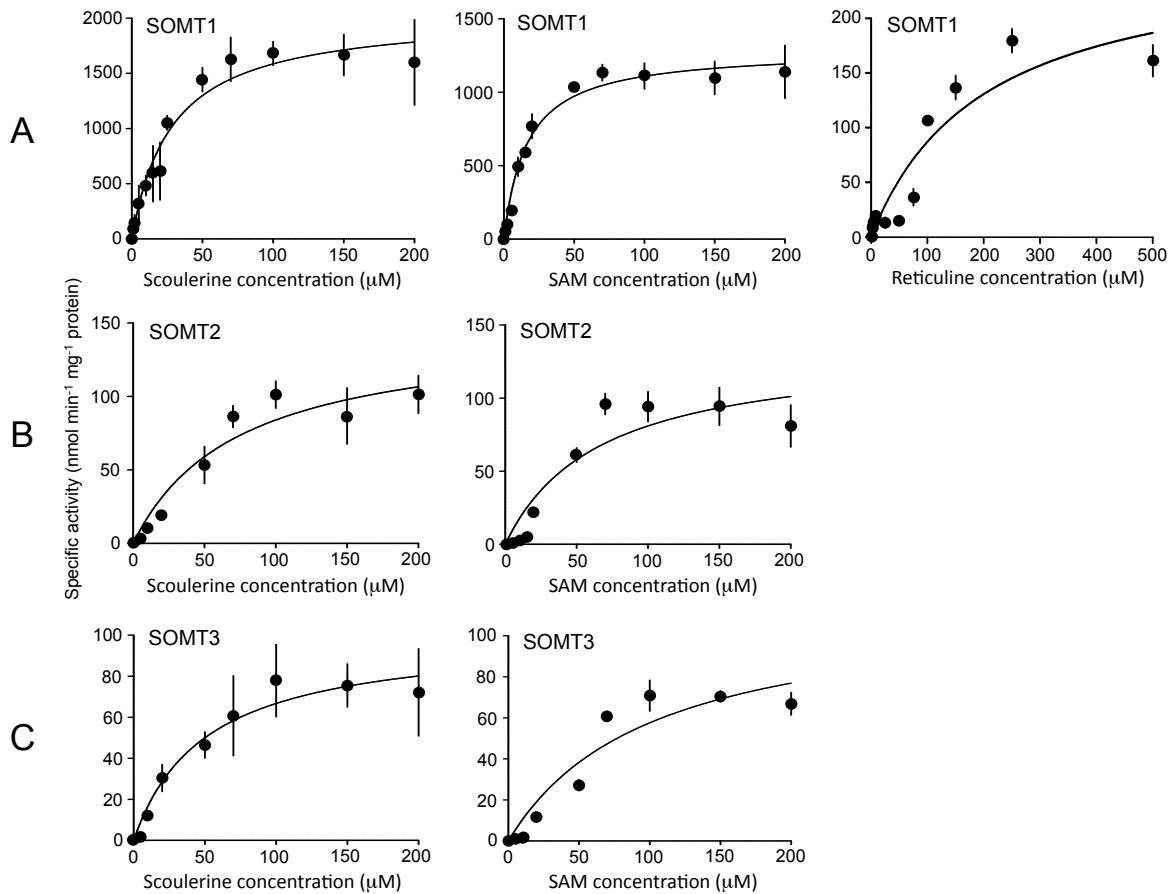 A
SOMT1
2000
1500
1000
500
0
0 50 100 150 200
Scoulerine concentration (μM)
SOMT1
1500
1000
500
0
0 50 100 150 200
SAM concentration (μM)
SOMT1
200
150
100
50
0
0 100 200 300 400 500
Reticuline concentration (μM)
Specific activity (nmol min⁻¹ mg⁻¹ protein)
B
SOMT2
150
100
50
0
0 50 100 150 200
Scoulerine concentration (μM)
SOMT2
150
100
50
0
0 50 100 150 200
SAM concentration (μM)
C
SOMT3
100
80
60
40
20
0
0 50 100 150 200
Scoulerine concentration (μM)
SOMT3
100
80
60
40
20
0
0 50 100 150 200
SAM concentration (μM)